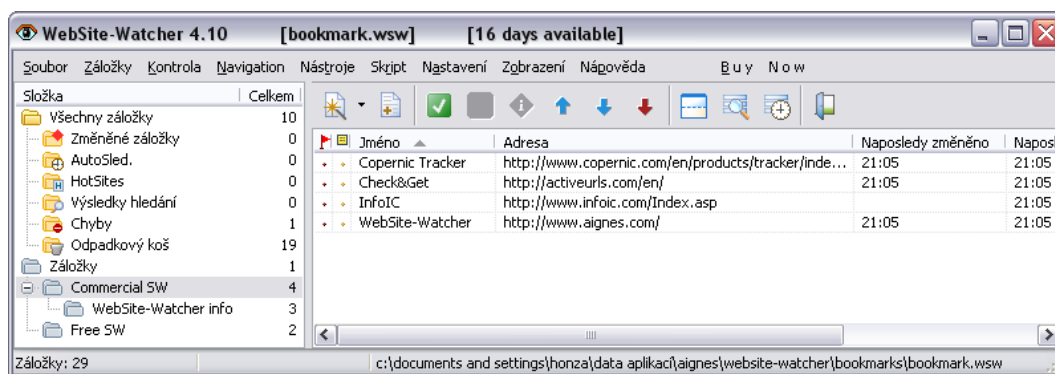 WebSite-Watcher 4.10 [bookmark.wsw] [16 days available]
Soubor Záložky Kontrola Navigation Nástroje Skript Nastavení Zobrazení Nápověda Buy Now
Složka Celkem
Všechny záložky 10
Změněné záložky 0
AutoSled. 0
HotSites 0
Výsledky hledání 0
Chyby 1
Odpadkový koš 19
Záložky 1
Commercial SW 4
WebSite-Watcher info 3
Free SW 2
Jméno Adresa Naposledy změněno Naposl
Copernic Tracker http://www.copernic.com/en/products/tracker/inde... 21:05 21:05
Check&Get http://activeurls.com/en/ 21:05 21:05
InfoIC http://www.infoic.com/Index.asp 21:05
WebSite-Watcher http://www.aignes.com/ 21:05 21:05
Záložky: 29 c:\documents and settings\honza\data aplikací\aignes\website-watcher\bookmarks\bookmark.wsw